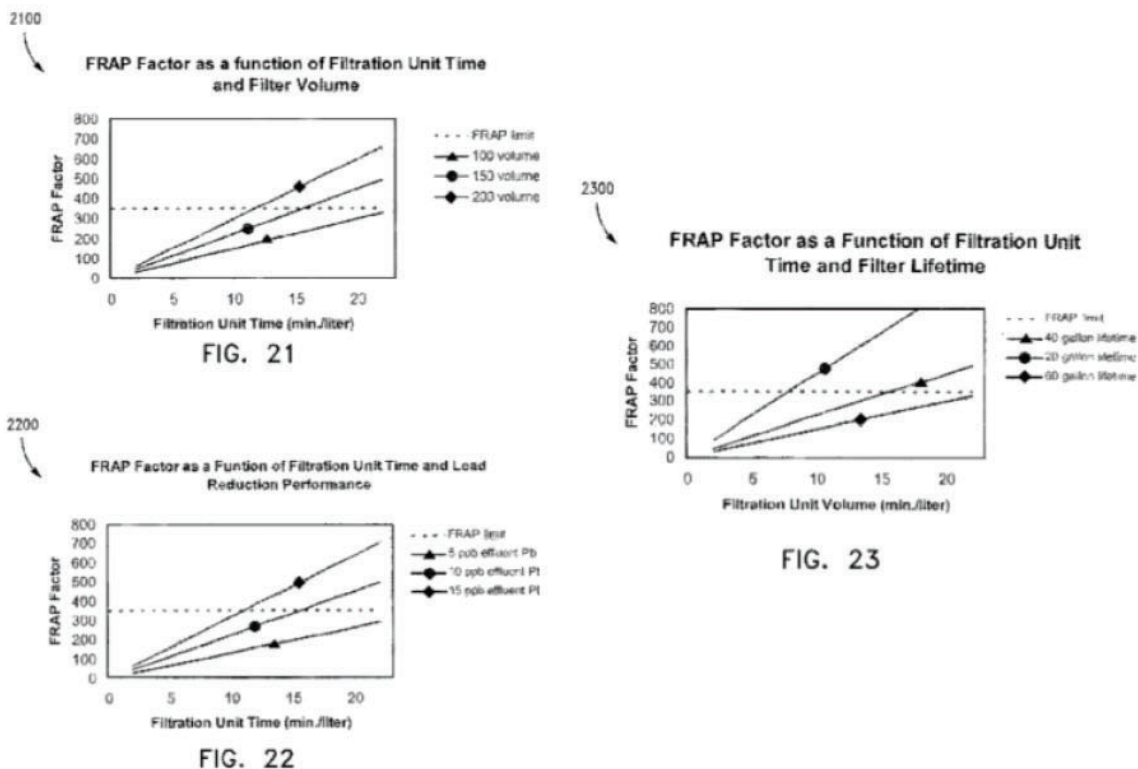 2100
FRAP Factor as a function of Filtration Unit Time
and Filter Volume
800
700
600
500
400
300
200
100
0
FRAP Factor
0 5 10 15 20
Filtration Unit Time (min./liter)
FRAP limit
100 volume
150 volume
200 volume
FIG. 21
2200
FRAP Factor as a Funtion of Filtration Unit Time and Load
Reduction Performance
800
700
600
500
400
300
200
100
0
FRAP Factor
0 5 10 15 20
Filtration Unit Time (min./liter)
FRAP limit
5 ppb effluent Pb
10 ppb effluent Pb
15 ppb effluent Pb
FIG. 22
2300
FRAP Factor as a Function of Filtration Unit
Time and Filter Lifetime
800
700
600
500
400
300
200
100
0
FRAP Factor
0 5 10 15 20
Filtration Unit Volume (min./liter)
FRAP limit
40 gallon lifetime
20 gallon lifetime
60 gallon lifetime
FIG. 23